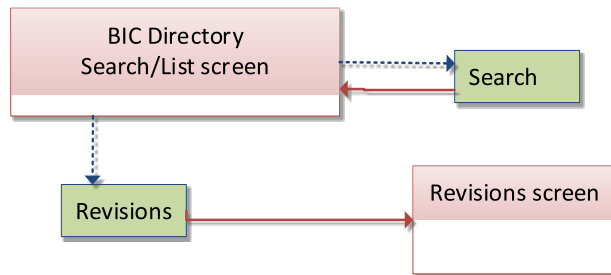 BIC Directory
Search/List screen
Search
Revisions
Revisions screen